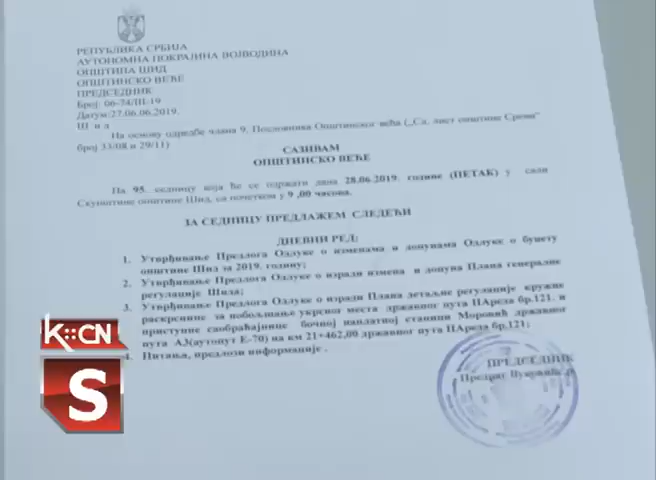 РЕПУБЛИКА СРБИЈА
АУТОНОМНА ПОКРАЈИНА ВОЈВОДИНА
ОПШТИНА ШИД
ОПШТИНСКО ВЕЋЕ
ПРЕДСЕДНИК
Број: 06-74/III-19
Датум:27.06.2019.
Ш и д
На основу одредбе члана 9. Пословника Општинског већа („Сл. лист општине Срема"
број 33/08 и 29/11)
САЗИВАМ
ОПШТИНСКО ВЕЋЕ
На 95. седницу која ће се одржати дана 28.06.2019. године (ПЕТАК) у сали
Скупштине општине Шид, са почетком у 9 ,00 часова.
ЗА СЕДНИЦУ ПРЕДЛАЖЕМ СЛЕДЕЋИ
ДНЕВНИ РЕД:
1. Утврђивање Предлога Одлуке о изменама и допунама Одлуке о буџету
општине Шид за 2019. годину;
2. Утврђивање Предлога Одлуке о изради измена и допуна Плана генералне
регулације Шида;
3. Утврђивање Предлога Одлуке о изради Плана детаљне регулације кружне
раскрснице за побољшање укрсног места државног пута IIАреда бр.121. и
приступне саобраћајнице бочној наплатној станици Моровић државног
пута А3(аутопут Е-70) на км 21+462,00 државног пута IIАреда бр.121;
4. Питања, предлози информације .
ПРЕДСЕДНИК
Предраг Вуковић
K::CN
S